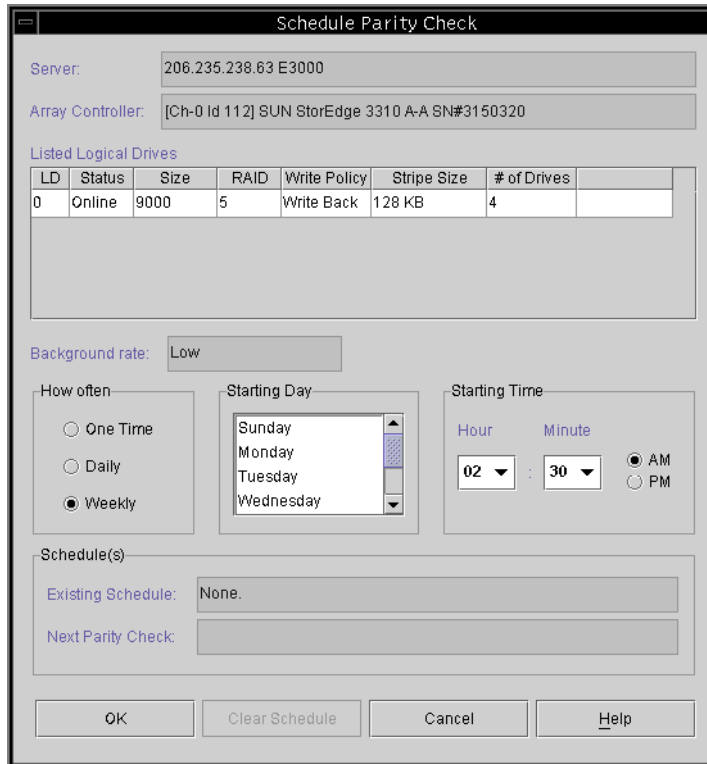 Schedule Parity Check
Server: 206.235.238.63 E3000
Array Controller: [Ch-0 Id 112] SUN StorEdge 3310 A-A SN#3150320
Listed Logical Drives
LD Status Size RAID Write Policy Stripe Size # of Drives
0 Online 9000 5 Write Back 128 KB 4
Background rate: Low
How often Starting Day Starting Time
One Time
Daily
Weekly
Sunday
Monday
Tuesday
Wednesday
Hour Minute
02 : 30
AM
PM
Schedule(s)
Existing Schedule: None.
Next Parity Check:
OK Clear Schedule Cancel Help